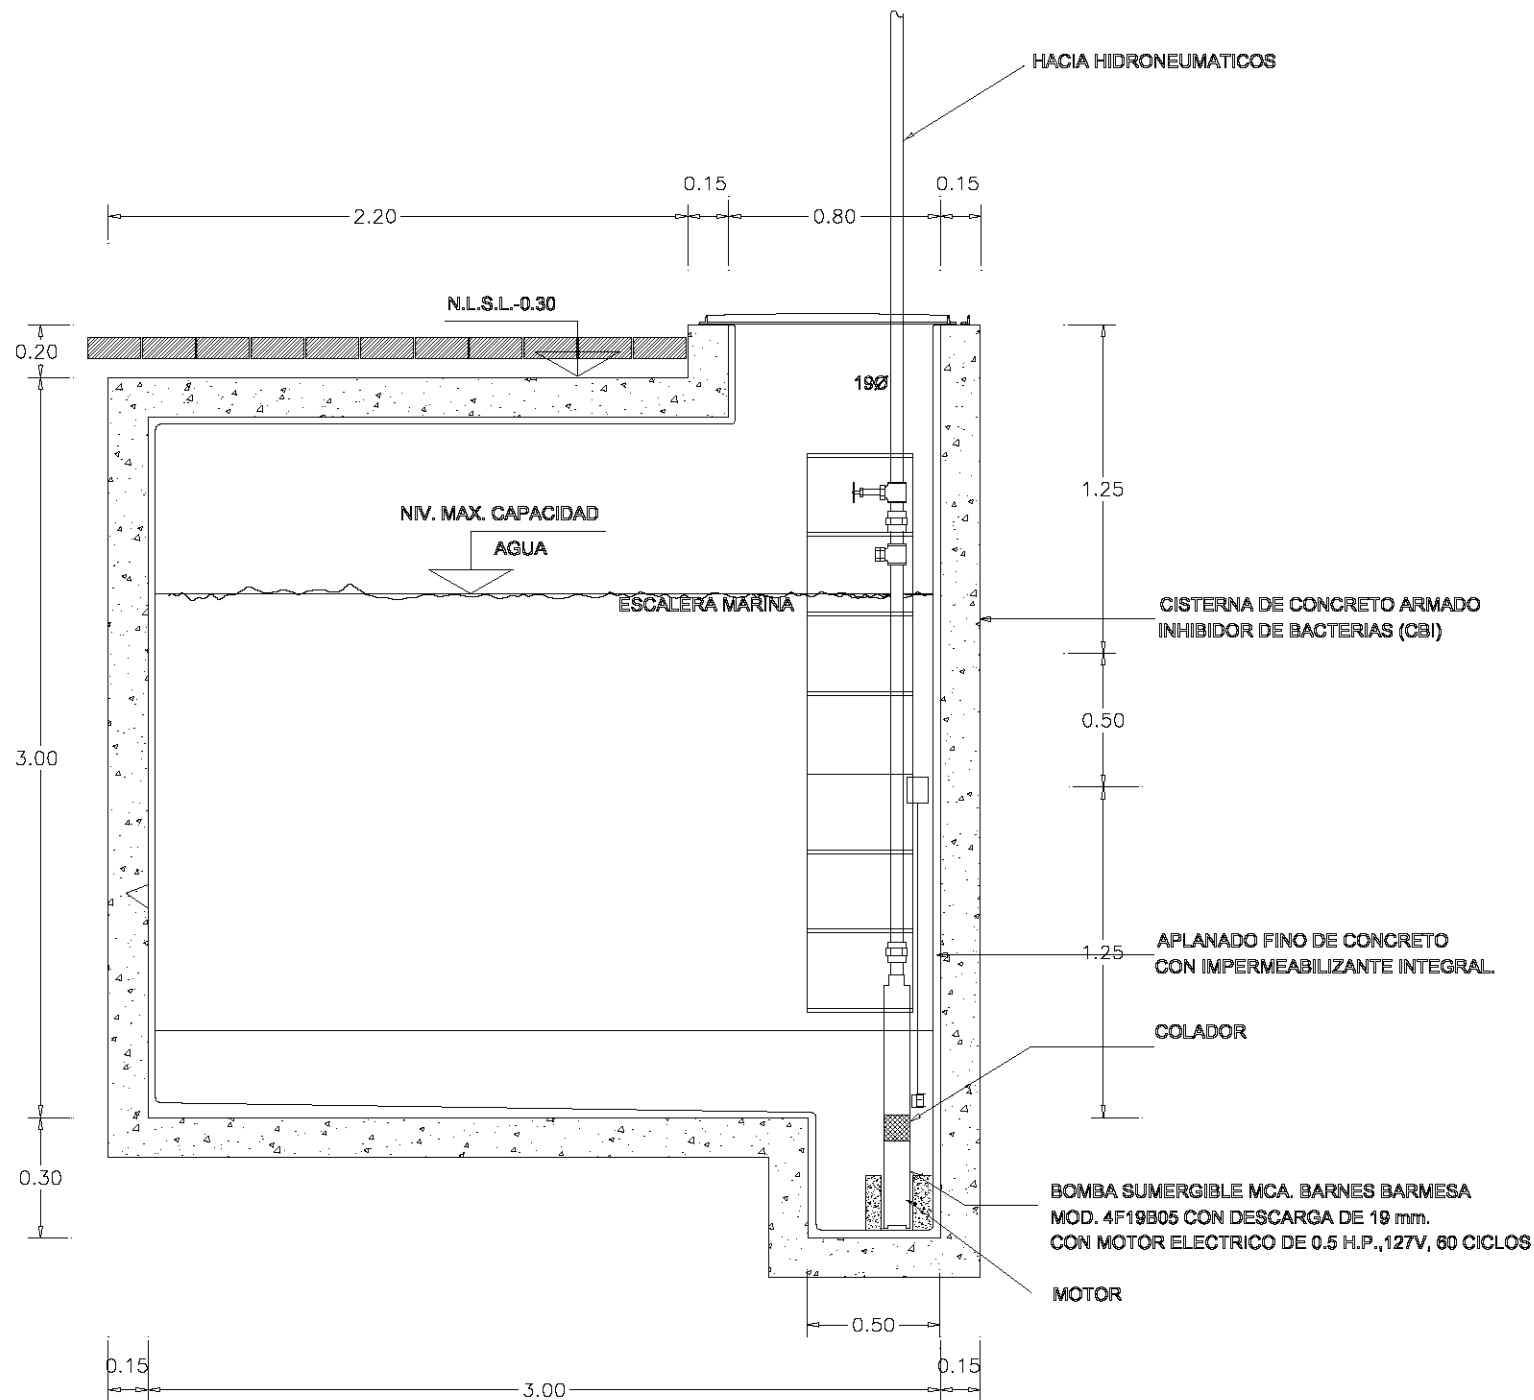 HACIA HIDRONEUMATICOS
0.15
0.15
2.20
0.80
N.L.S.L.-0.30
0.20
19Ø
1.25
NIV. MAX. CAPACIDAD
AGUA
ESCALERA MARINA
CISTERNA DE CONCRETO ARMADO
INHIBIDOR DE BACTERIAS (CBI)
0.50
3.00
APLANADO FINO DE CONCRETO
1.25
CON IMPERMEABILIZANTE INTEGRAL.
COLADOR
0.30
BOMBA SUMERGIBLE MCA. BARNES BARMESA
MOD. 4F19B05 CON DESCARGA DE 19 mm.
CON MOTOR ELECTRICO DE 0.5 H.P.,127V, 60 CICLOS
MOTOR
0.50
0.15
0.15
3.00